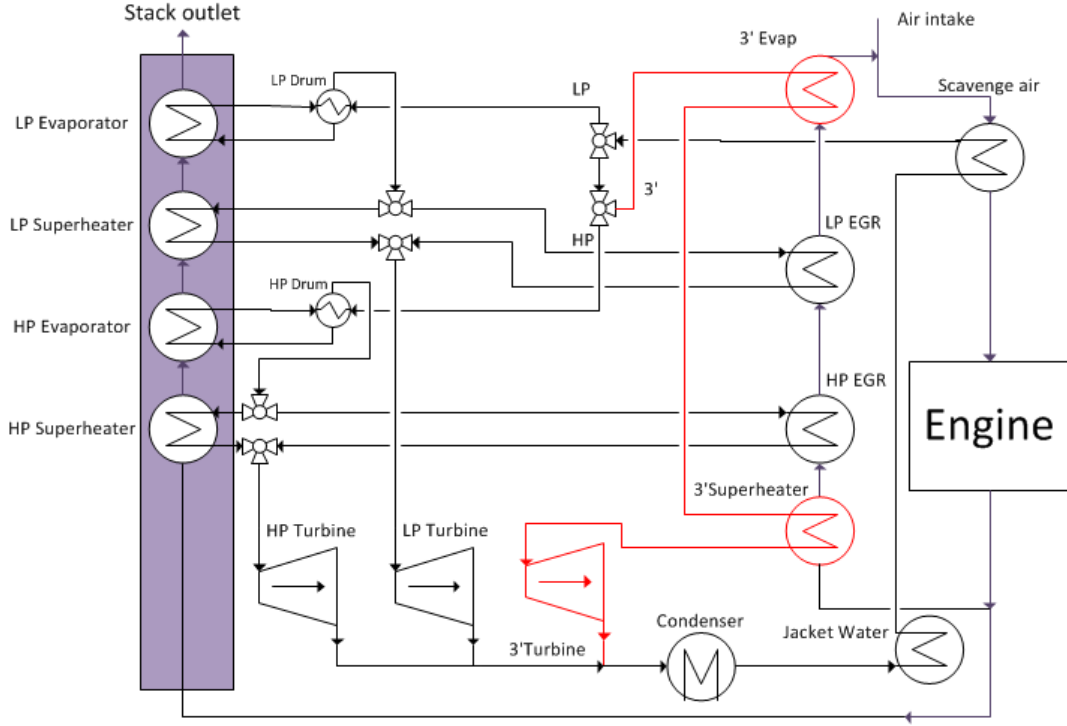 Stack outlet
Air intake
3' Evap
LP Drum
LP
Scavenge air
LP Evaporator
3'
LP Superheater
LP EGR
HP
HP Drum
HP Evaporator
HP EGR
Engine
HP Superheater
3'Superheater
HP Turbine
LP Turbine
Condenser
Jacket Water
3'Turbine